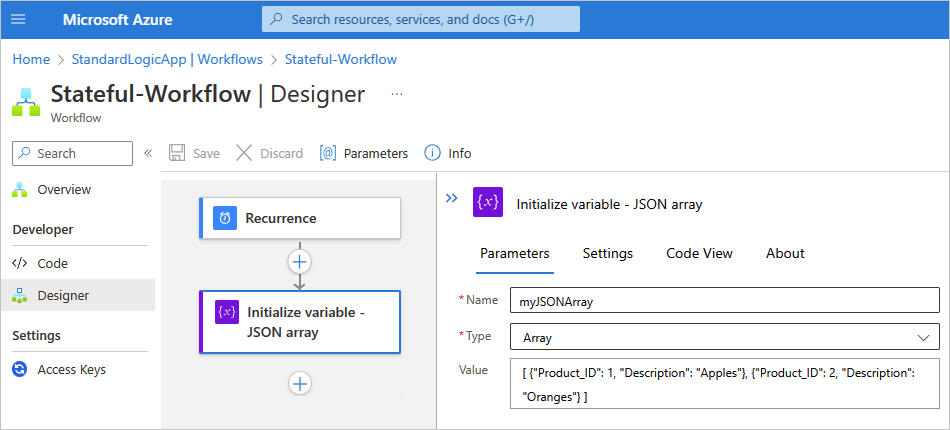 Microsoft Azure
Search resources, services, and docs (G+/)
Home > StandardLogicApp | Workflows > Stateful-Workflow
Stateful-Workflow | Designer ...
Workflow
Search
«
Save
Discard
[@] Parameters
Info
Overview
Developer
</> Code
Designer
Settings
Access Keys
Recurrence
{x} Initialize variable -
JSON array
»
{x} Initialize variable - JSON array
Parameters
Settings
Code View
About
*Name
myJSONArray
*Type
Array
Value
[ {"Product_ID": 1, "Description": "Apples"}, {"Product_ID": 2, "Description":
"Oranges"} ]